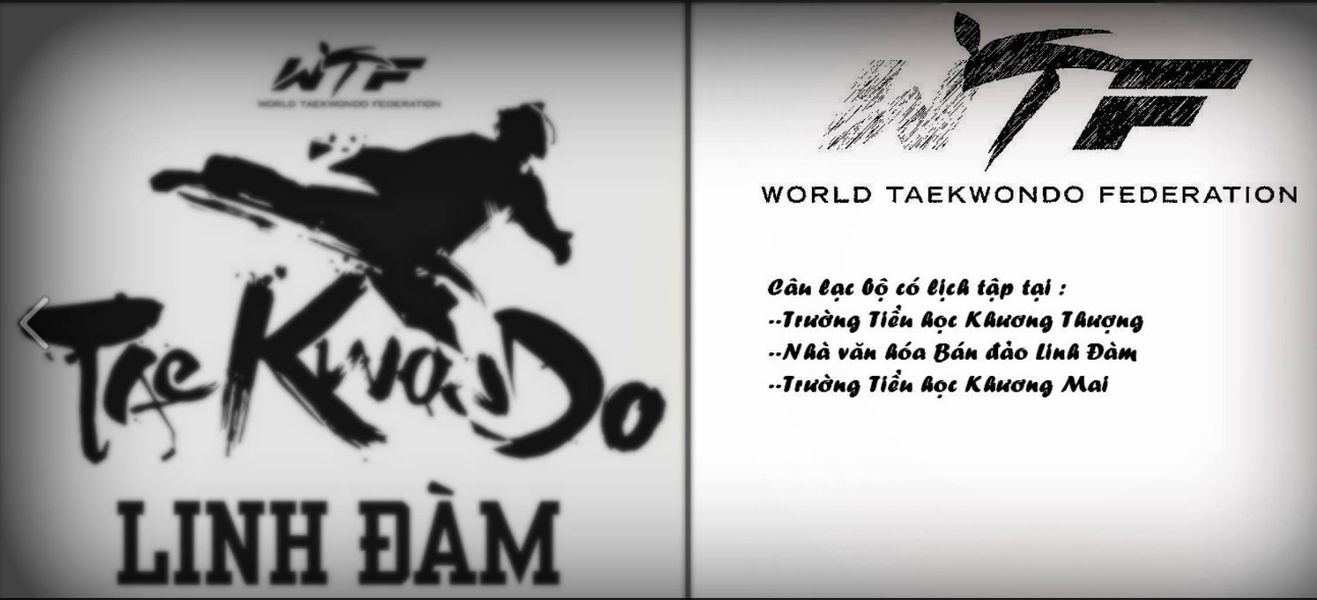 WTF
WORLD TAEKWONDO FEDERATION
TaeKwonDo
LINH ĐÀM
WTF
WORLD TAEKWONDO FEDERATION
Câu lạc bộ có lịch tập tại :
--Trường Tiểu học Khương Thượng
--Nhà văn hóa Bán đảo Linh Đàm
--Trường Tiểu học Khương Mai